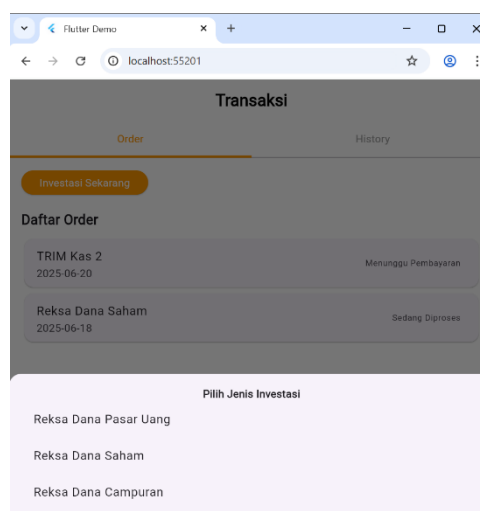 Flutter Demo
localhost:55201
Transaksi
Order
History
Investasi Sekarang
Daftar Order
TRIM Kas 2
2025-06-20
Menunggu Pembayaran
Reksa Dana Saham
2025-06-18
Sedang Diproses
Pilih Jenis Investasi
Reksa Dana Pasar Uang
Reksa Dana Saham
Reksa Dana Campuran